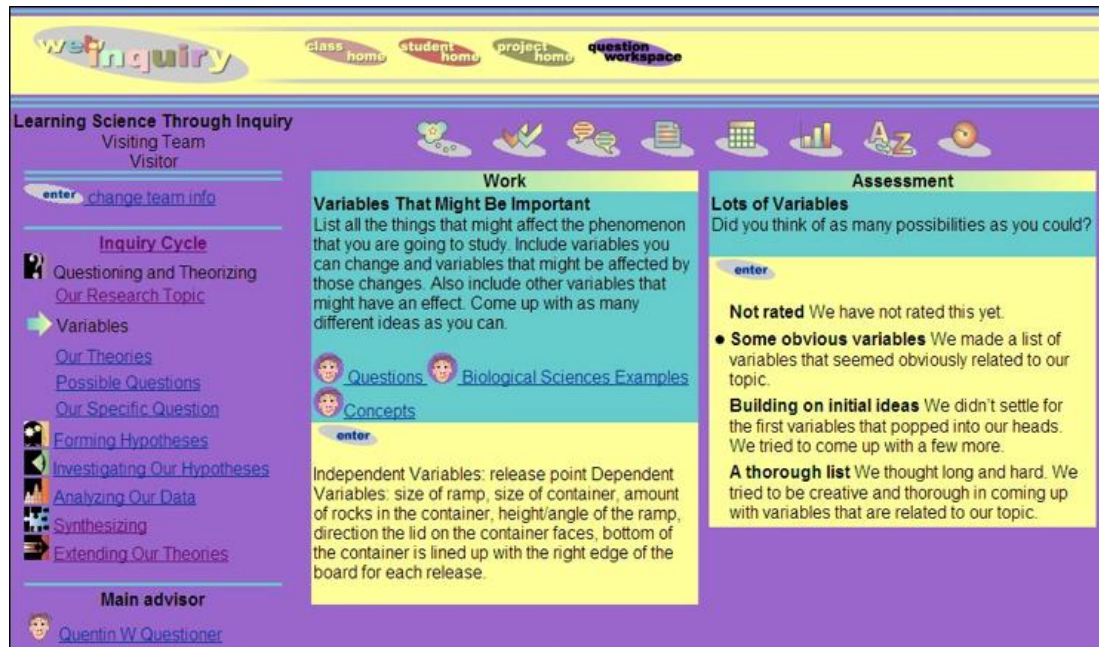 web inquiry
class home
student home
project home
question workspace
Learning Science Through Inquiry
Visiting Team
Visitor
enter change team info
Inquiry Cycle
Questioning and Theorizing
Our Research Topic
Variables
Our Theories
Possible Questions
Our Specific Question
Forming Hypotheses
Investigating Our Hypotheses
Analyzing Our Data
Synthesizing
Extending Our Theories
Main advisor
Quentin W Questioner
A Z
Work
Variables That Might Be Important
List all the things that might affect the phenomenon
that you are going to study. Include variables you
can change and variables that might be affected by
those changes. Also include other variables that
might have an effect. Come up with as many
different ideas as you can.
Questions Biological Sciences Examples
Concepts
enter
Independent Variables: release point Dependent
Variables: size of ramp, size of container, amount
of rocks in the container, height/angle of the ramp,
direction the lid on the container faces, bottom of
the container is lined up with the right edge of the
board for each release.
Assessment
Lots of Variables
Did you think of as many possibilities as you could?
enter
Not rated We have not rated this yet.
• Some obvious variables We made a list of
variables that seemed obviously related to our
topic.
Building on initial ideas We didn't settle for
the first variables that popped into our heads.
We tried to come up with a few more.
A thorough list We thought long and hard. We
tried to be creative and thorough in coming up
with variables that are related to our topic.